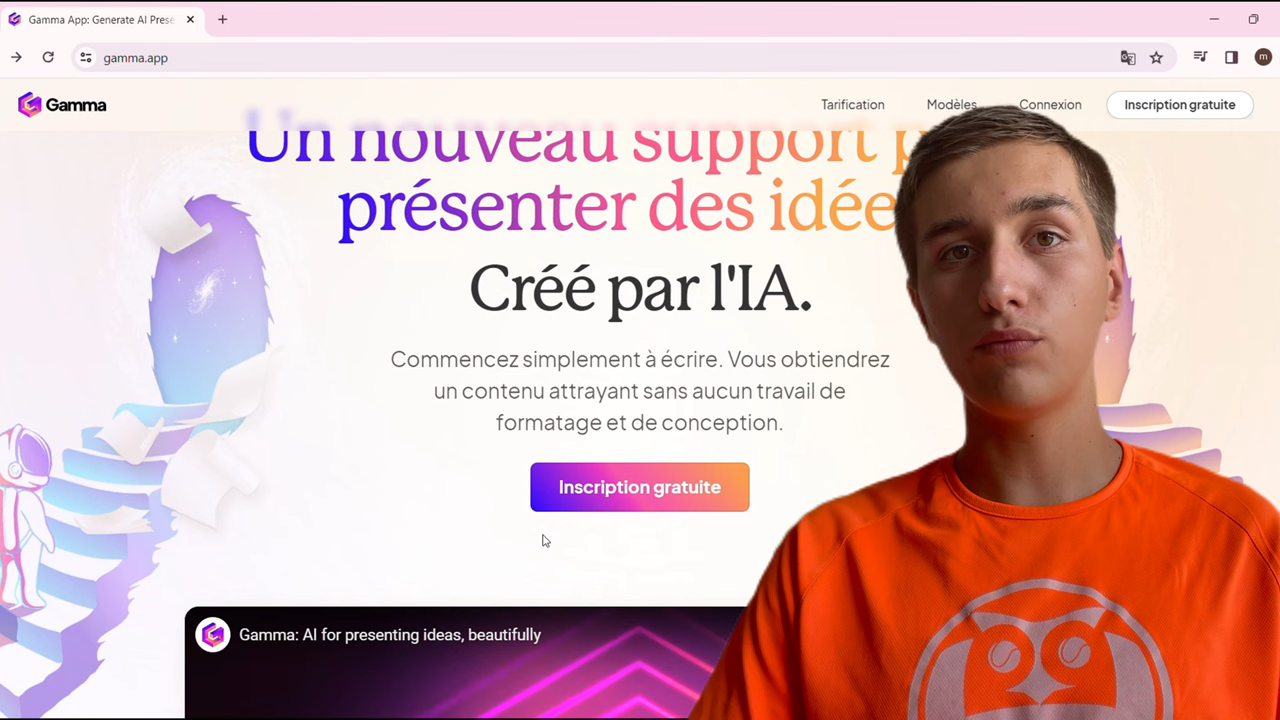 Gamma App: Generate AI Prese
gamma.app
m
Gamma
Tarification
Modèles
Connexion
Inscription gratuite
Un nouveau support p
présenter des idée
Créé par l'IA.
Commencez simplement à écrire. Vous obtiendrez
un contenu attrayant sans aucun travail de
formatage et de conception.
Inscription gratuite
Gamma: AI for presenting ideas, beautifully